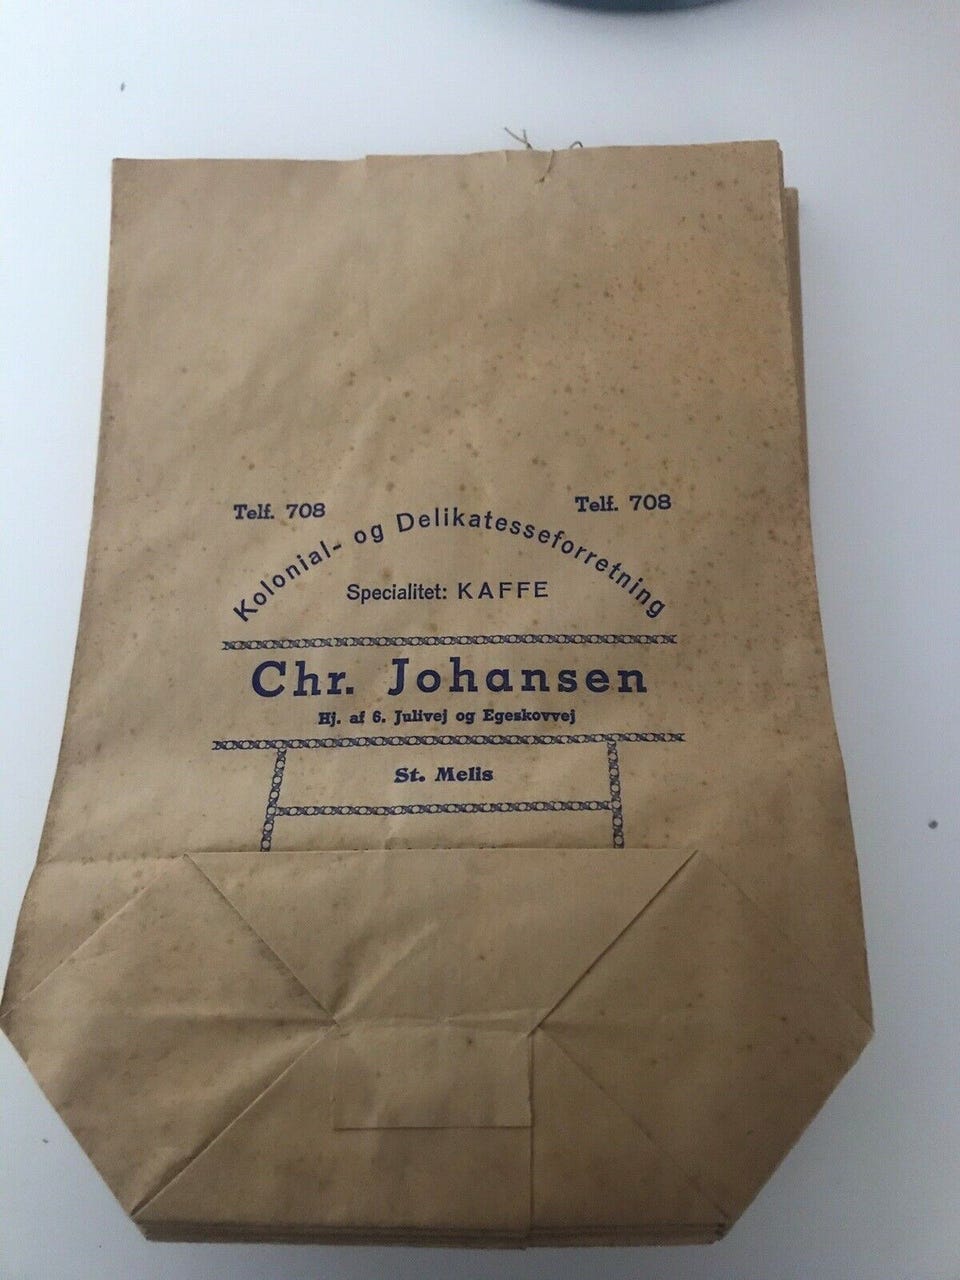 Telf. 708 Telf. 708
Kolonial- og Delikatesseforretning
Specialitet: KAFFE
Chr. Johansen
Hj. af 6. Julivej og Egeskovvej
St. Melis